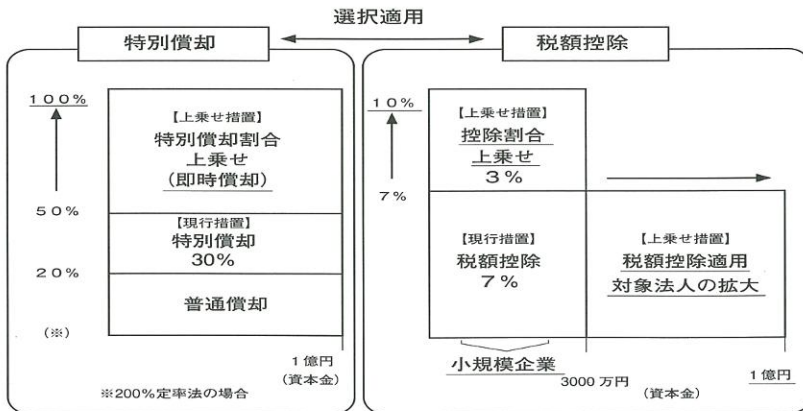 選択適用
特別償却
税額控除
100%
【上乗せ措置】
特別償却割合
上乗せ
(即時償却)
50%
【現行措置】
特別償却
30%
20%
普通償却
(※)
1億円
(資本金)
※200%定率法の場合
10%
【上乗せ措置】
控除割合
上乗せ
3%
7%
【現行措置】
税額控除
7%
【上乗せ措置】
税額控除適用
対象法人の拡大
小規模企業
3000万円
(資本金)
1億円